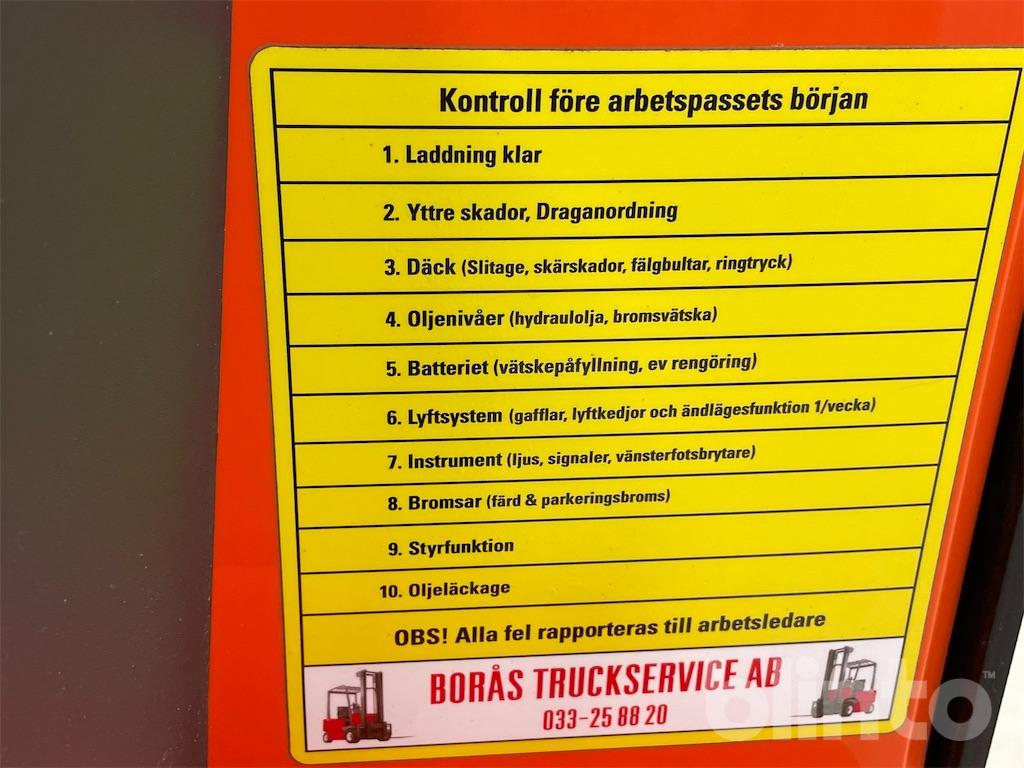 Kontroll före arbetspassets början
1. Laddning klar
2. Yttre skador, Draganordning
3. Däck (Slitage, skärskador, fälgbultar, ringtryck)
4. Oljenivåer (hydraulolja, bromsvätska)
5. Batteriet (vätskepåfyllning, ev rengöring)
6. Lyftsystem (gafflar, lyftkedjor och ändlägesfunktion 1/vecka)
7. Instrument (ljus, signaler, vänsterfotsbrytare)
8. Bromsar (färd & parkeringsbroms)
9. Styrfunktion
10. Oljeläckage
OBS! Alla fel rapporteras till arbetsledare
BORÅS TRUCKSERVICE AB
033-25 88 20
blinto™